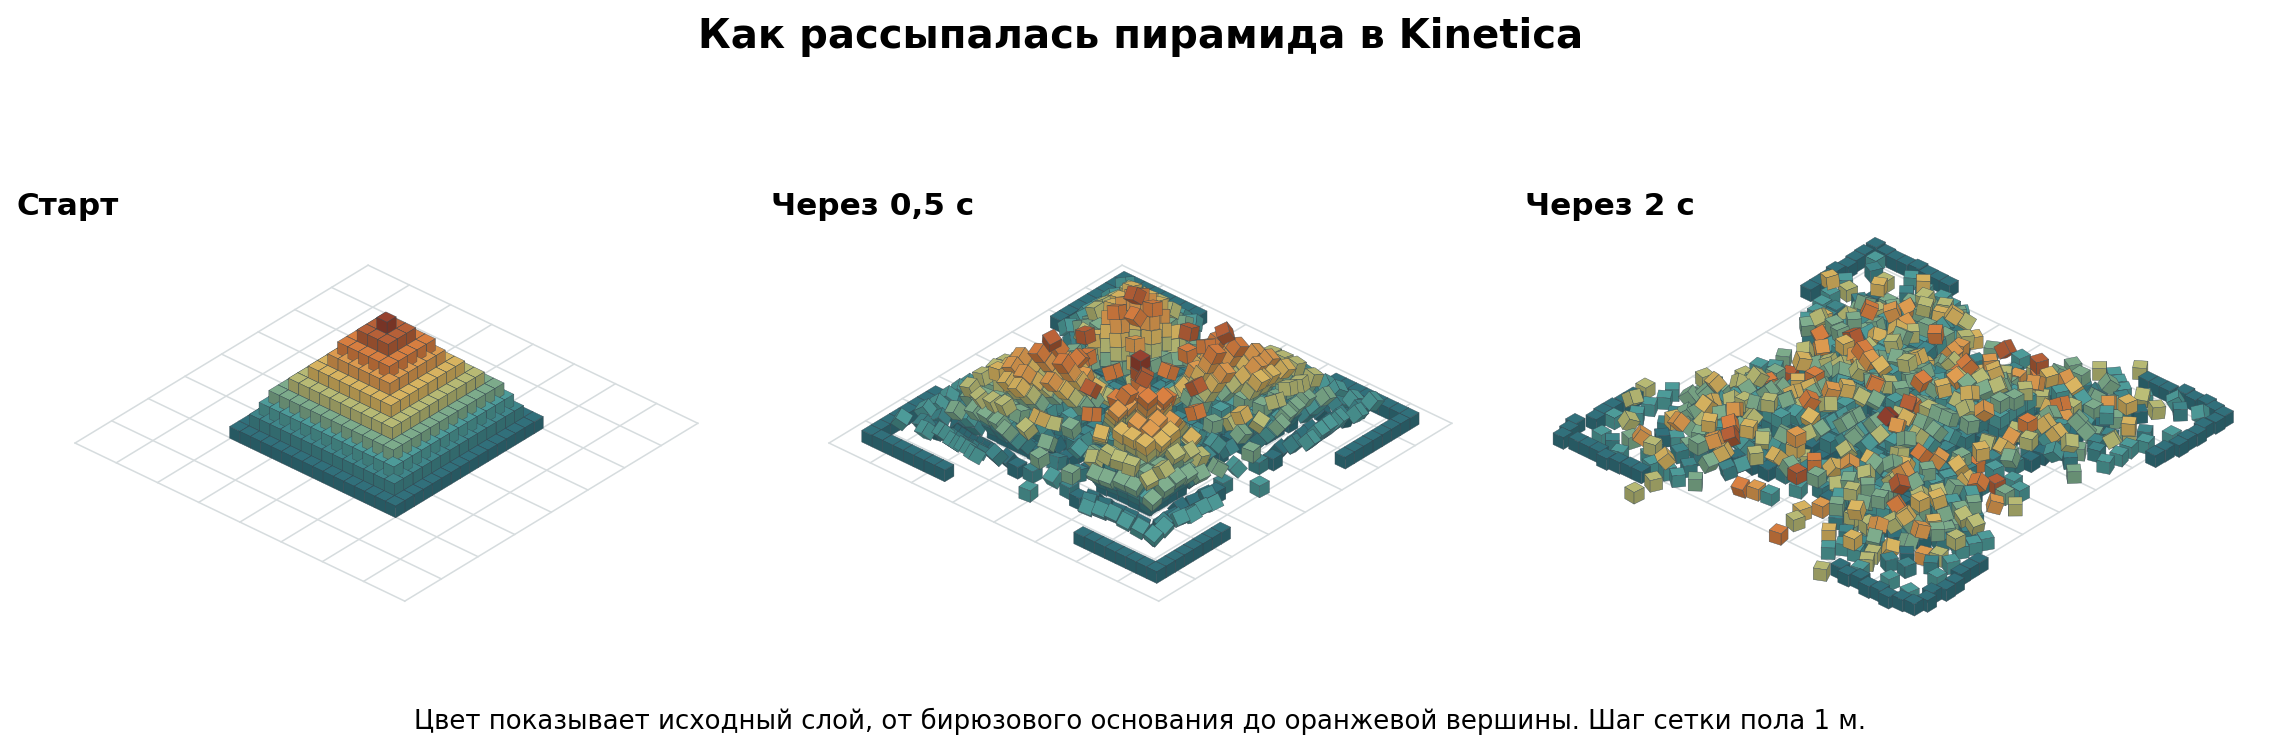 Как рассыпалась пирамида в Kinetica
Старт
Через 0,5 с
Через 2 с
Цвет показывает исходный слой, от бирюзового основания до оранжевой вершины. Шаг сетки пола 1 м.